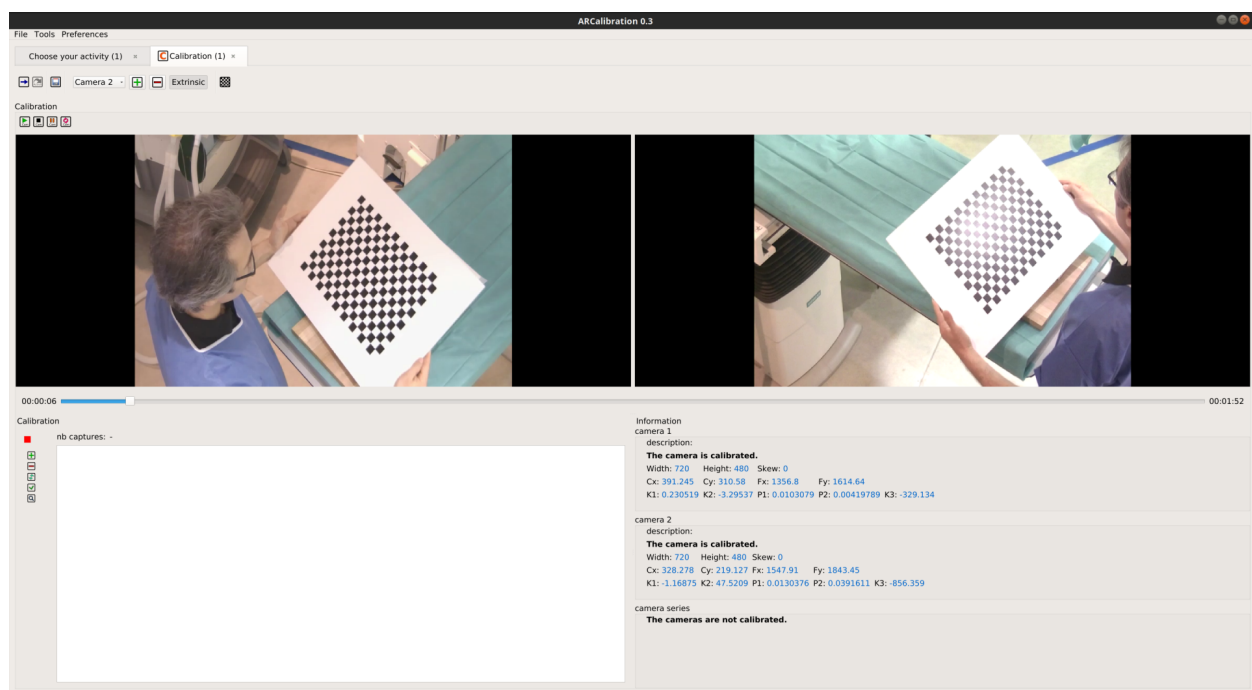 ARCalibration 0.3
File Tools Preferences
Choose your activity (1) × Calibration (1) ×
Camera 2 Extrinsic
Calibration
00:00:06 00:01:52
Calibration
nb captures: -
Information
camera 1
description:
The camera is calibrated.
Width: 720 Height: 480 Skew: 0
Cx: 391.245 Cy: 310.58 Fx: 1356.8 Fy: 1614.64
K1: 0.230519 K2: -3.29537 P1: 0.0103079 P2: 0.00419789 K3: -329.134
camera 2
description:
The camera is calibrated.
Width: 720 Height: 480 Skew: 0
Cx: 328.278 Cy: 219.127 Fx: 1547.91 Fy: 1843.45
K1: -1.16875 K2: 47.5209 P1: 0.0130376 P2: 0.0391611 K3: -856.359
camera series
The cameras are not calibrated.